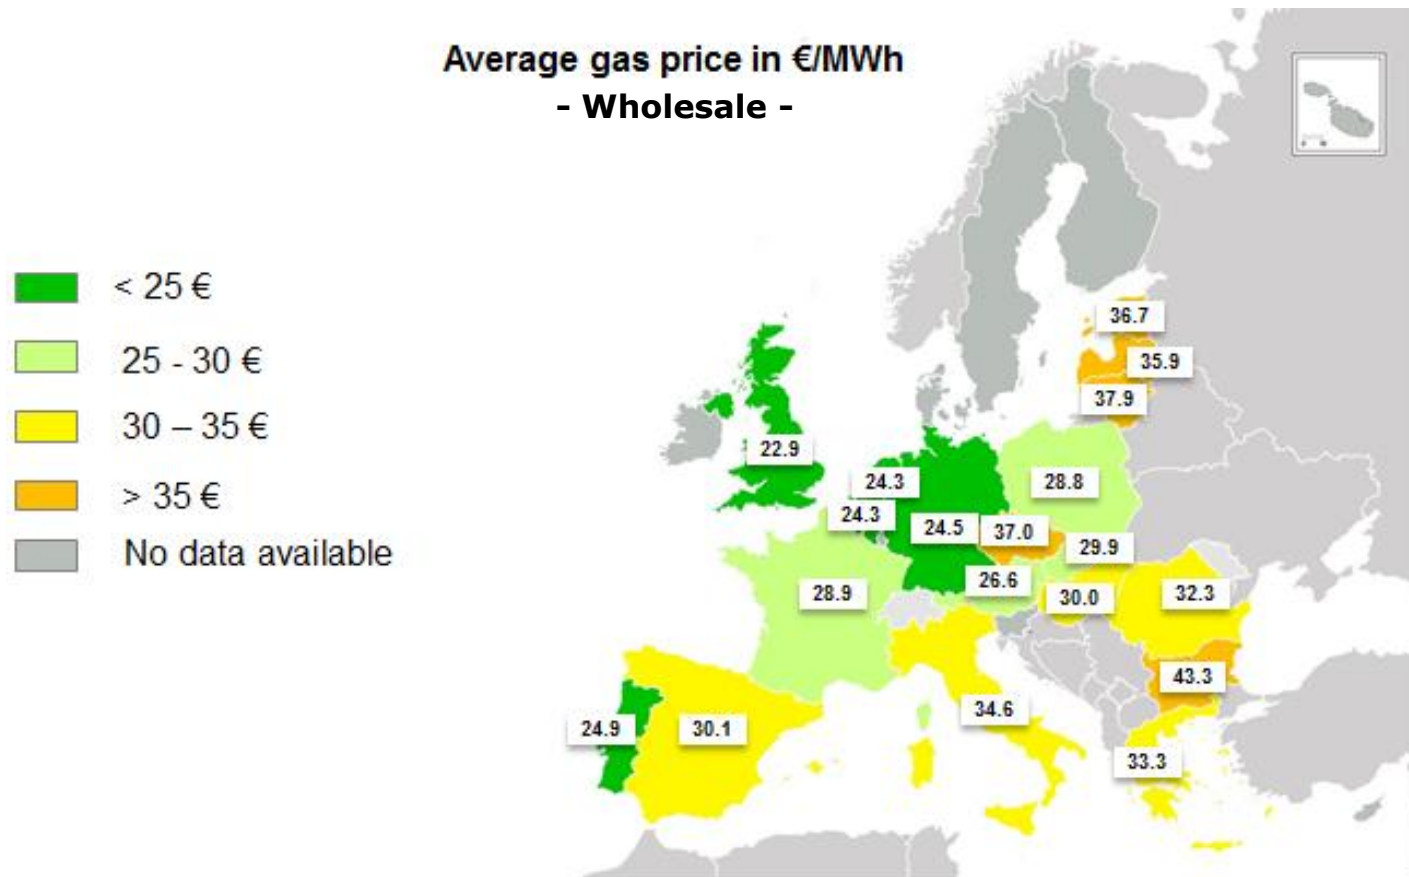 Average gas price in €/MWh
- Wholesale -
< 25 €
25 - 30 €
30 – 35 €
> 35 €
No data available
36.7
35.9
37.9
22.9
24.3
28.8
24.3
24.5
37.0
29.9
26.6
28.9
30.0
32.3
43.3
34.6
24.9
30.1
33.3